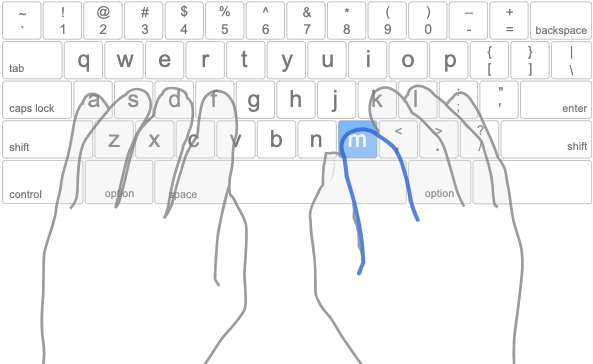 ~ ! @ # $ % ^ & * ( ) – +
` 1 2 3 4 5 6 7 8 9 0 - = backspace
tab q w e r t y u i o p { [ } ] | \
caps lock a s d f g h j k l : ; " ' enter
shift z x c v b n m < , > . ? / shift
control option space option